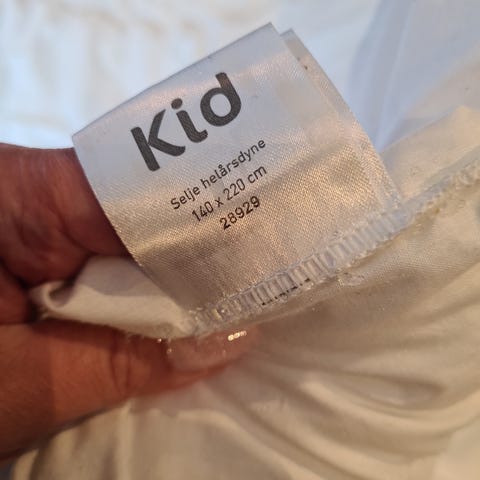 Kid
Selje helårsdyne
140 x 220 cm
28929